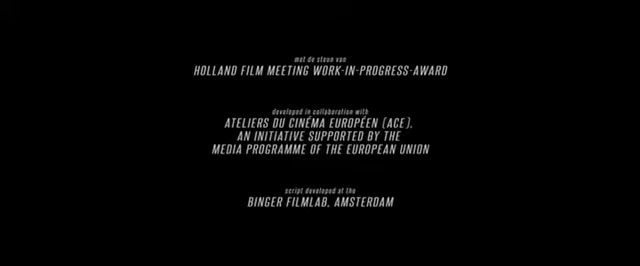 met de steun van
HOLLAND FILM MEETING WORK-IN-PROGRESS-AWARD
developed in collaboration with
ATELIERS DU CINÉMA EUROPÉEN (ACE),
AN INITIATIVE SUPPORTED BY THE
MEDIA PROGRAMME OF THE EUROPEAN UNION
script developed at the
BINGER FILMLAB, AMSTERDAM